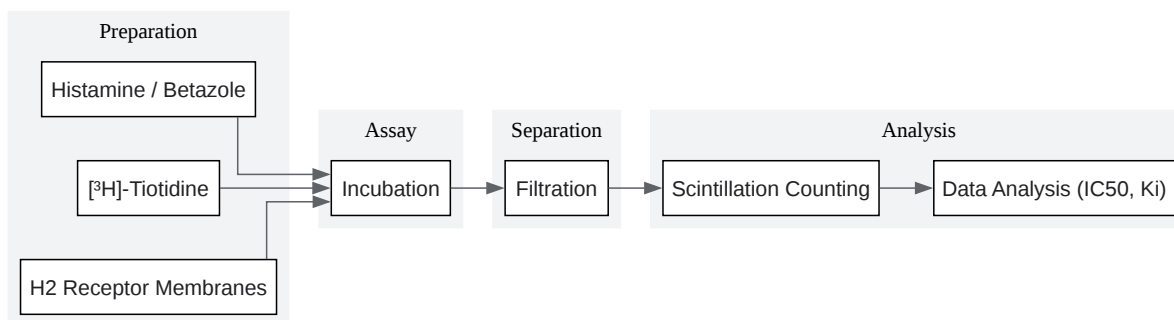 Preparation
Histamine / Betazole
[³H]-Tiotidine
H2 Receptor Membranes
Assay
Incubation
Separation
Filtration
Analysis
Scintillation Counting
Data Analysis (IC50, Ki)